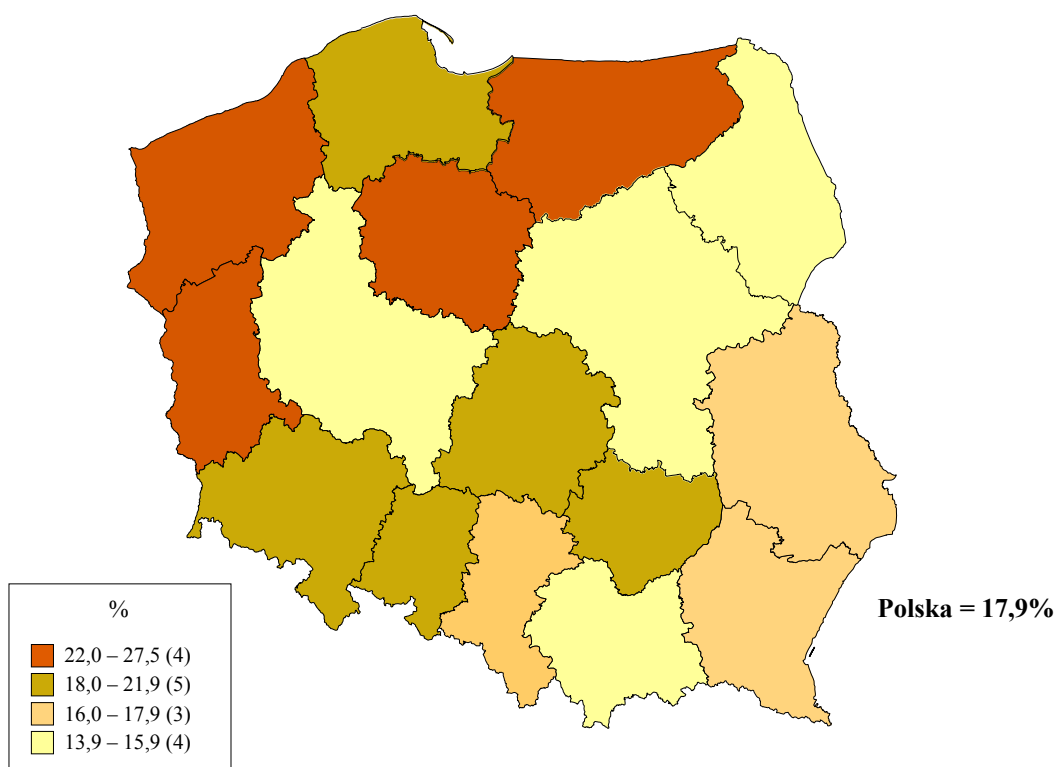 Polska = 17,9%
%
22,0 – 27,5 (4)
18,0 – 21,9 (5)
16,0 – 17,9 (3)
13,9 – 15,9 (4)